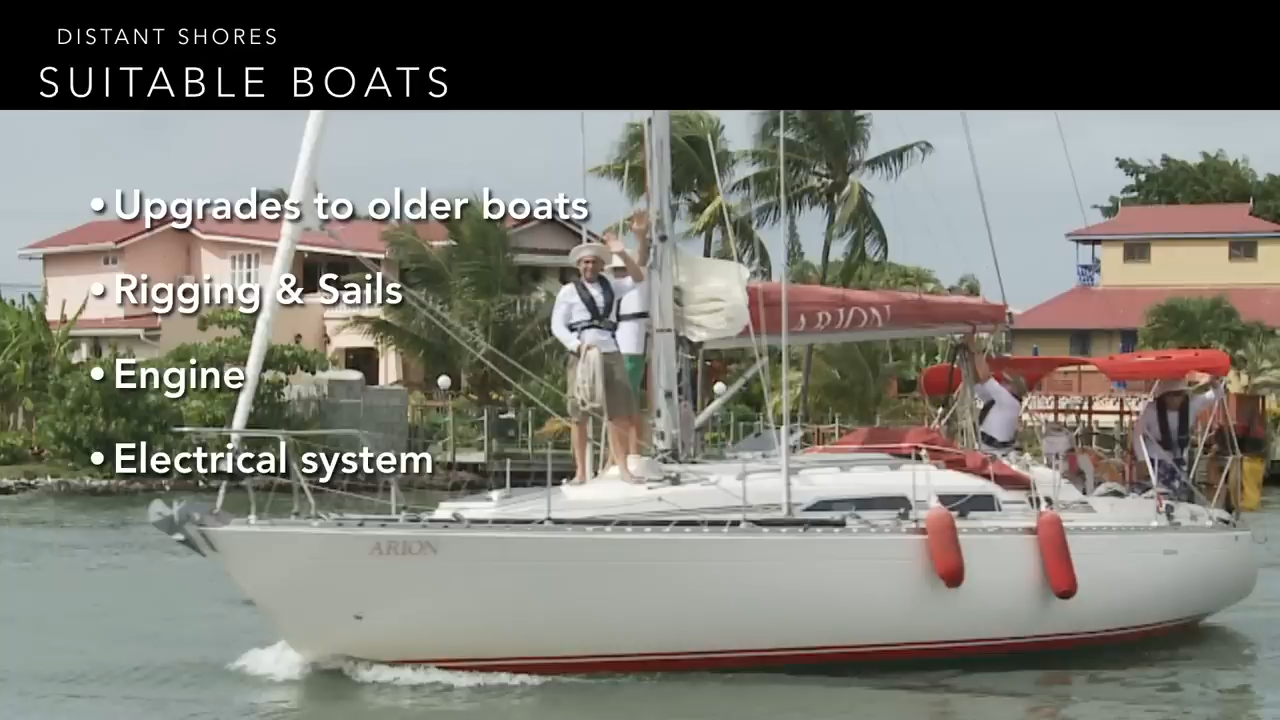 DISTANT SHORES
SUITABLE BOATS
• Upgrades to older boats
• Rigging & Sails
• Engine
• Electrical system
ARION
ARION